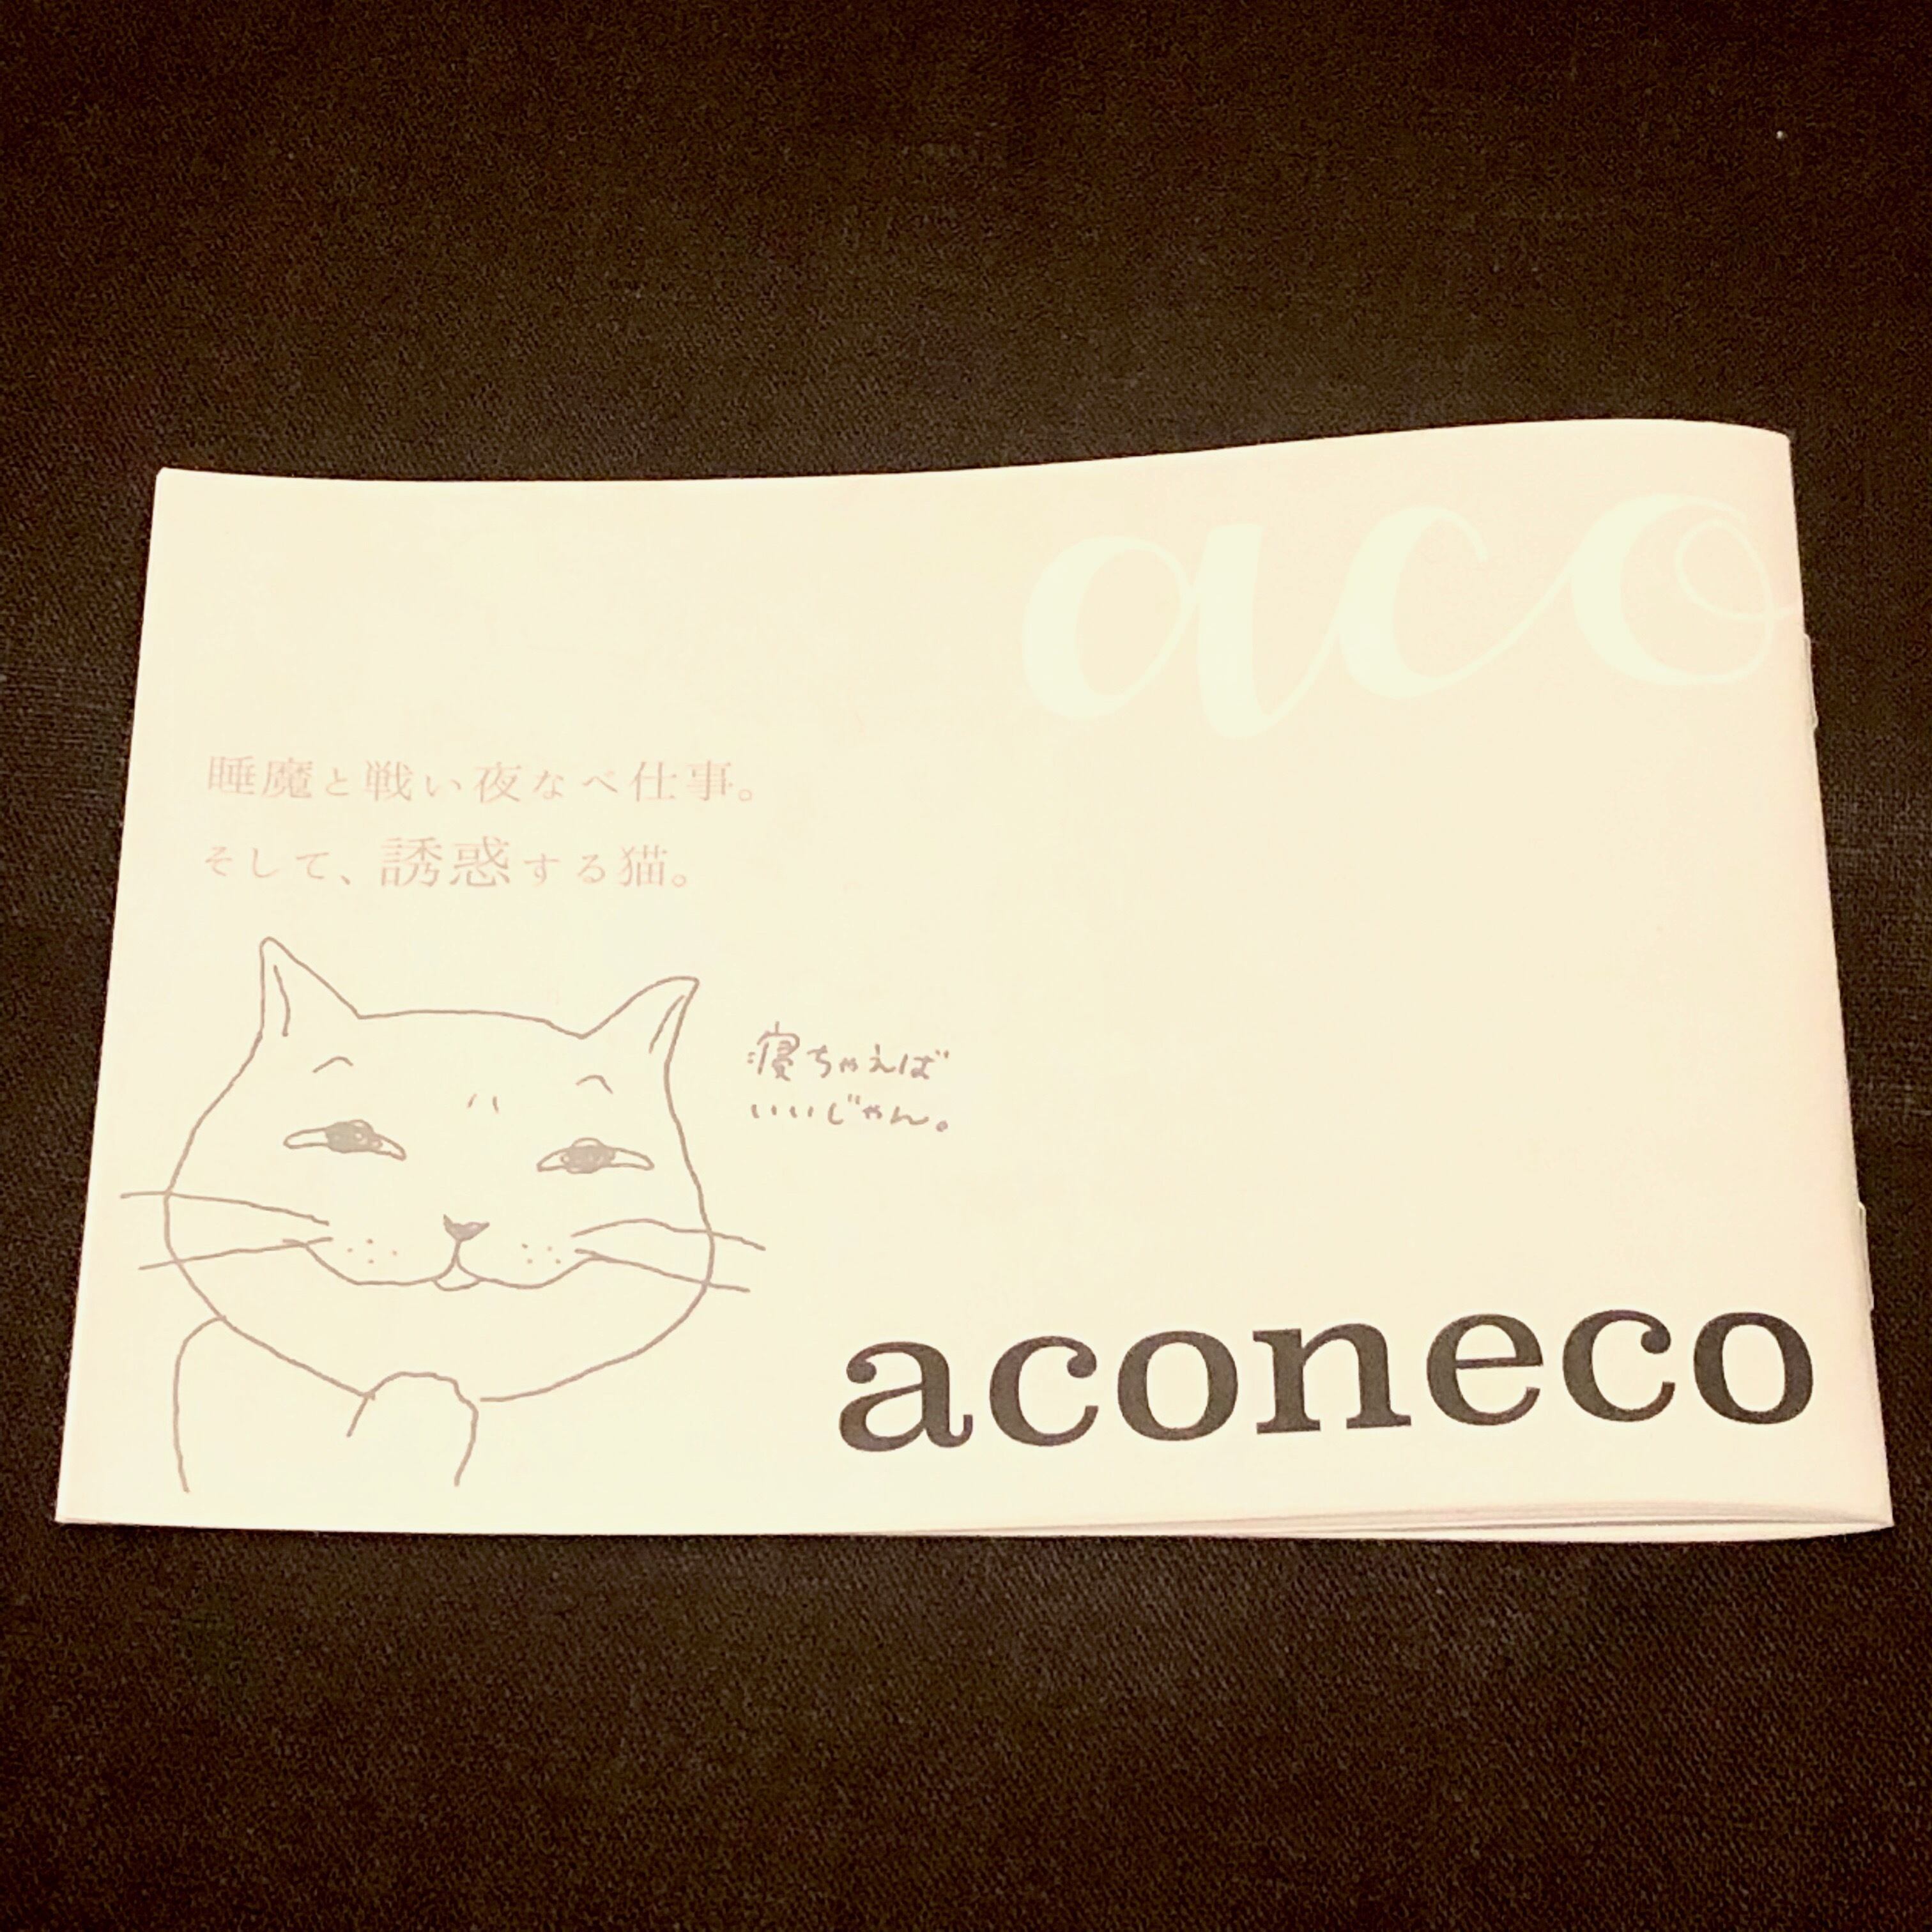 aco
睡魔と戦い夜なべ仕事。
そして、誘惑する猫。
寝ちゃえば
いいじゃん。
aconeco